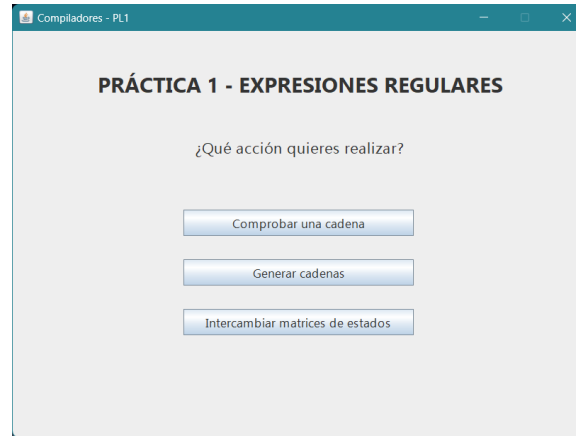 Compiladores - PL1
PRÁCTICA 1 - EXPRESIONES REGULARES
¿Qué acción quieres realizar?
Comprobar una cadena
Generar cadenas
Intercambiar matrices de estados